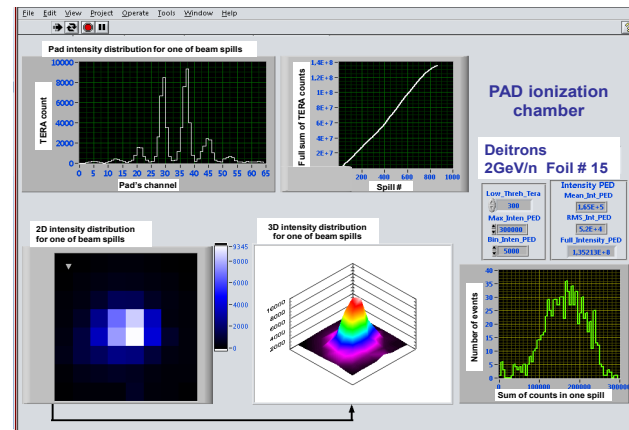 File Edit View Project Operate Tools Window Help
Pad intensity distribution for one of beam spills
TERA count
10000
8000
6000
4000
2000
0
0 5 10 15 20 25 30 35 40 45 50 55 60 65
Pad's channel
Full sum of TERA counts
1,4E+8
1,2E+8
1E+8
8E+7
6E+7
4E+7
2E+7
200 400 600 800 1000
Spill #
PAD ionization
chamber
Deitrons
2GeV/n Foil # 15
Low_Threh_Tera
300
Max_Inten_PED
300000
Bin_Inten_PED
5000
Intensity PED
Mean_Int_PED
1,65E+5
RMS_Int_PED
5,2E+4
Full_Intensity_PED
1,35213E+8
2D intensity distribution
for one of beam spills
9345
8000
6000
4000
2000
0
3D intensity distribution
for one of beam spills
10000
8000
6000
4000
2000
Number of events
40
35
30
25
20
15
10
5
0
0 100000 200000 300000
Sum of counts in one spill